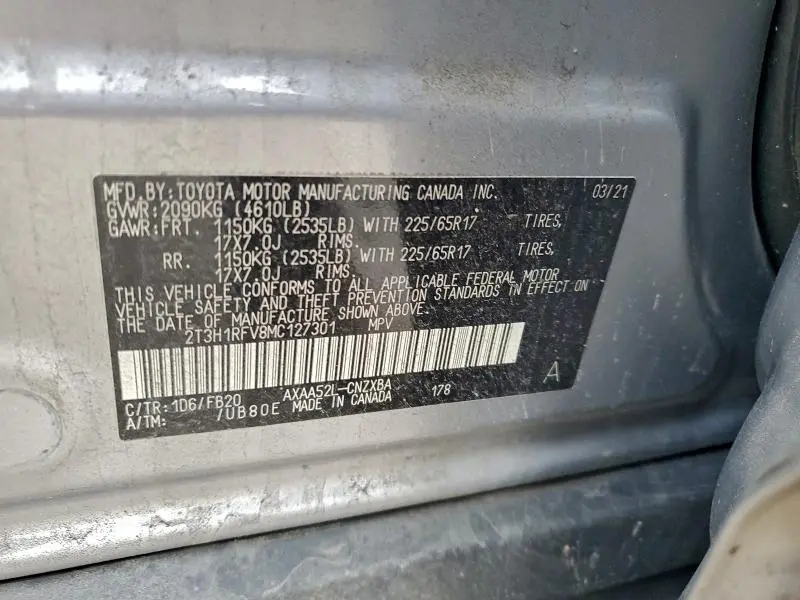 MFD.BY:TOYOTA MOTOR MANUFACTURING CANADA INC. 03/21
GVWR:2090KG (4610LB)
GAWR:FRT. 1150KG (2535LB) WITH 225/65R17 TIRES,
17X7.0J RIMS.
RR. 1150KG (2535LB) WITH 225/65R17 TIRES,
17X7.0J RIMS.
THIS VEHICLE CONFORMS TO ALL APPLICABLE FEDERAL MOTOR
VEHICLE SAFETY AND THEFT PREVENTION STANDARDS IN EFFECT ON
THE DATE OF MANUFACTURE SHOWN ABOVE.
2T3H1RFV8MC127301 MPV
C/TR:1D6/FB20 AXAA52L-CNZXBA 178 A
A/TM: /UB80E MADE IN CANADA